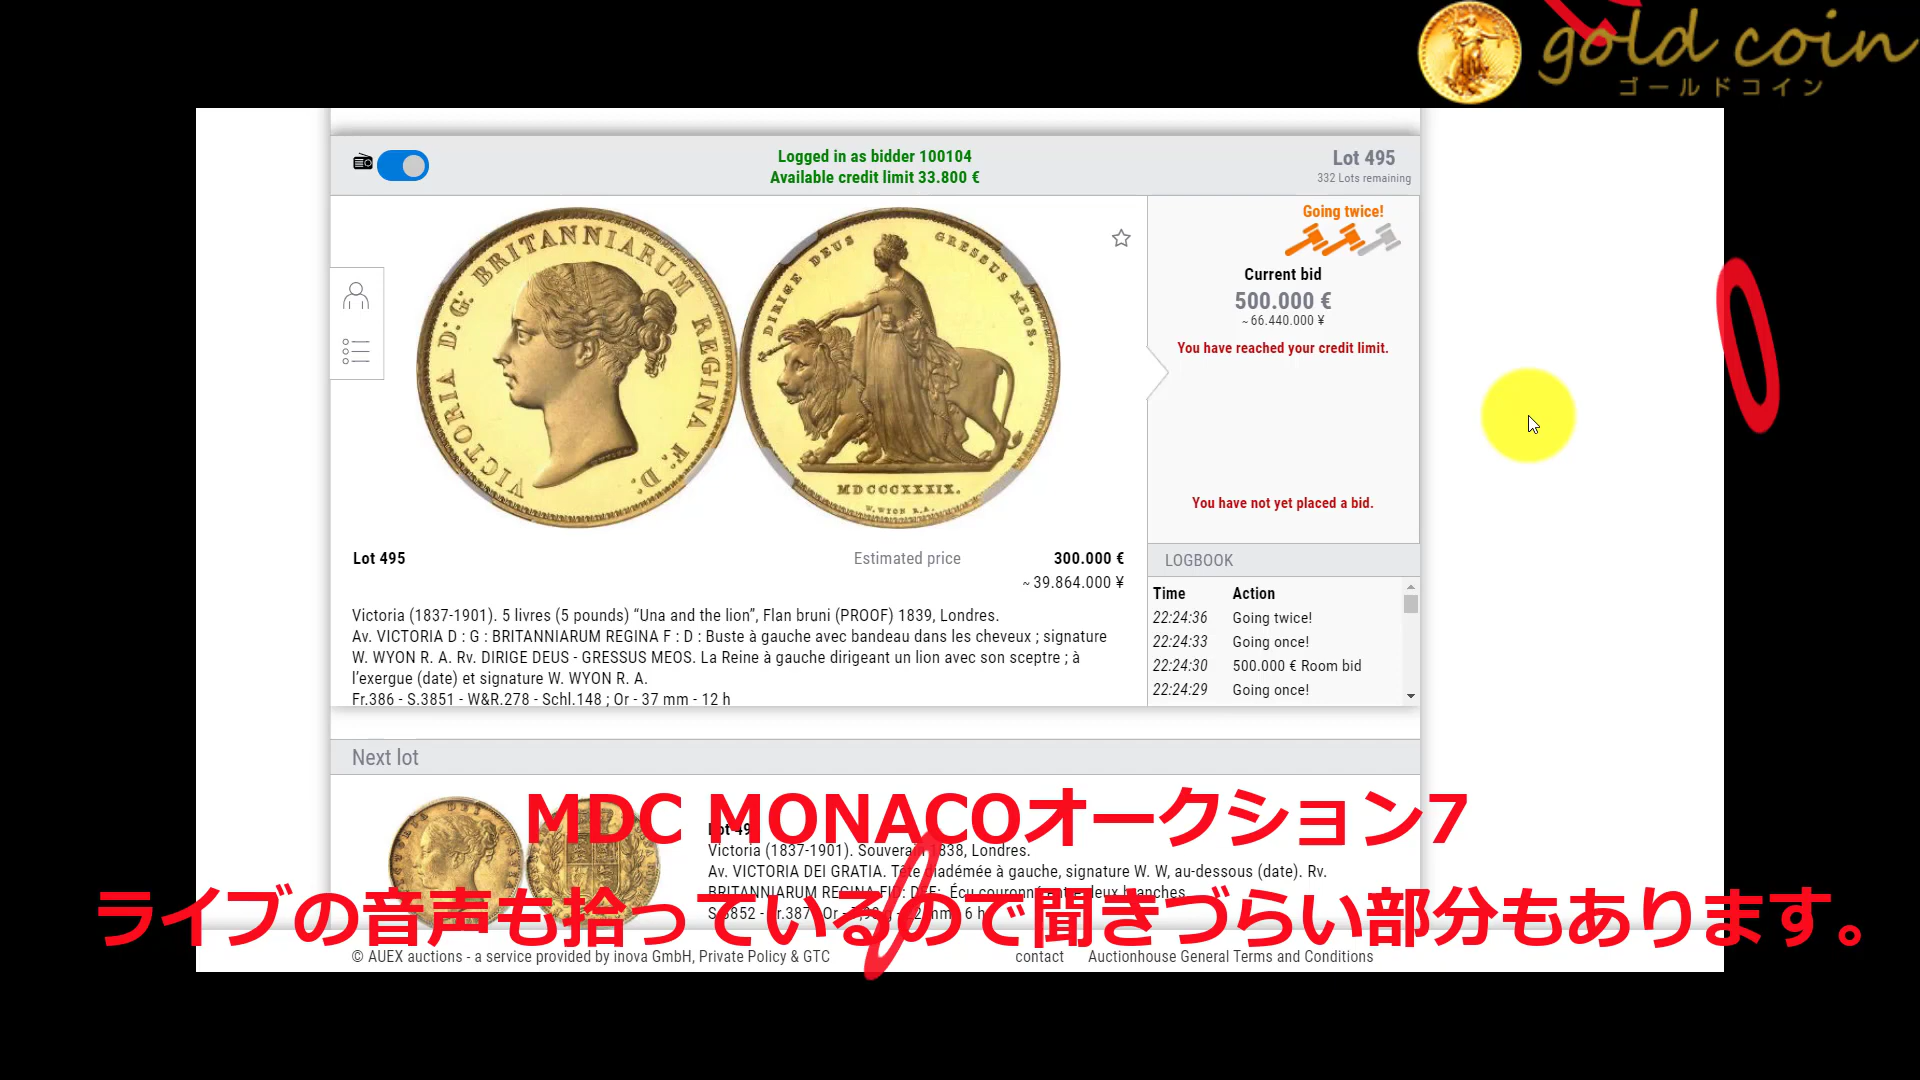 gold coin
ゴールドコイン
Logged in as bidder 100104
Available credit limit 33.800 €
Lot 495
332 Lots remaining
VICTORIA D: G: BRITANNIARUM REGINA F: D:
DIRIGE DEUS GRESSUS MEOS.
MDCCCXXXIX.
W. WYON R.A.
Going twice!
Current bid
500.000 €
~ 66.440.000 ¥
You have reached your credit limit.
You have not yet placed a bid.
Lot 495 Estimated price 300.000 €
~ 39.864.000 ¥
Victoria (1837-1901). 5 livres (5 pounds) “Una and the lion”, Flan bruni (PROOF) 1839, Londres.
Av. VICTORIA D : G : BRITANNIARUM REGINA F : D : Buste à gauche avec bandeau dans les cheveux ; signature
W. WYON R. A. Rv. DIRIGE DEUS - GRESSUS MEOS. La Reine à gauche dirigeant un lion avec son sceptre ; à
l’exergue (date) et signature W. WYON R. A.
Fr.386 - S.3851 - W&R.278 - Schl.148 ; Or - 37 mm - 12 h
LOGBOOK
Time Action
22:24:36 Going twice!
22:24:33 Going once!
22:24:30 500.000 € Room bid
22:24:29 Going once!
Next lot
MDC MONACOオークション7
Victoria (1837-1901). Souverain 1838, Londres.
Av. VICTORIA DEI GRATIA. Tête diadémée à gauche, signature W. W, au-dessous (date). Rv.
BRITANNIARUM REGINA
ライブの音声も拾っているので聞きづらい部分もあります。
© AUEX auctions - a service provided by inova GmbH, Private Policy & GTC
contact Auctionhouse General Terms and Conditions